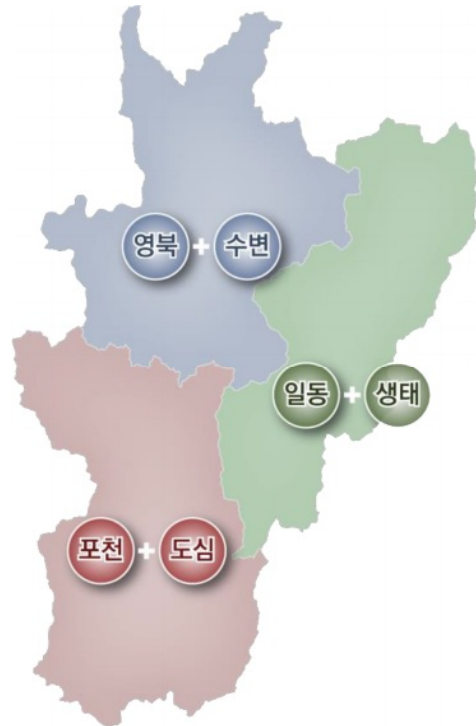 영북 + 수변
일동 + 생태
포천 + 도심